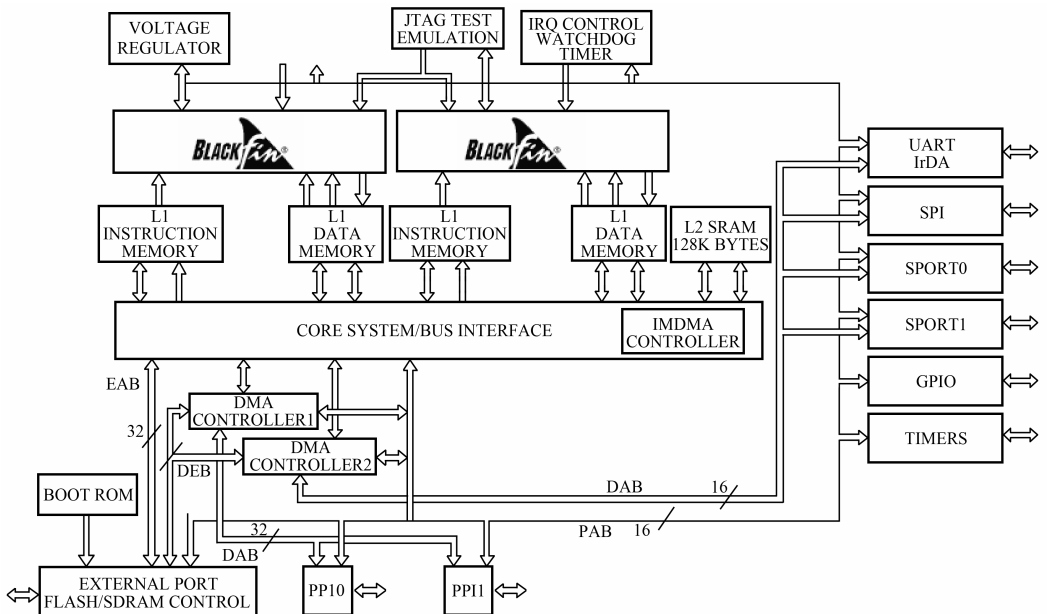 VOLTAGE
REGULATOR
JTAG TEST
EMULATION
IRQ CONTROL
WATCHDOG
TIMER
BLACKfin®
BLACKfin®
UART
IrDA
L1
INSTRUCTION
MEMORY
L1
DATA
MEMORY
L1
INSTRUCTION
MEMORY
L1
DATA
MEMORY
L2 SRAM
128K BYTES
SPI
SPORT0
CORE SYSTEM/BUS INTERFACE
IMDMA
CONTROLLER
SPORT1
EAB
GPIO
DMA
CONTROLLER1
32
DEB
DMA
CONTROLLER2
TIMERS
BOOT ROM
DAB
16
32
DAB
PAB
16
EXTERNAL PORT
FLASH/SDRAM CONTROL
PP10
PPI1